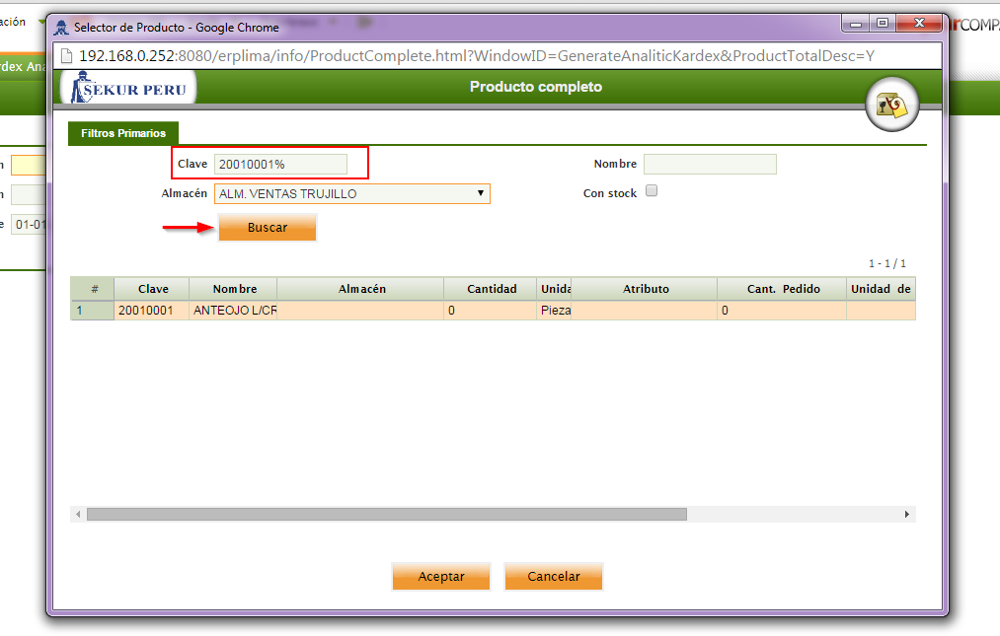 ación
Selector de Producto - Google Chrome
COMP
192.168.0.252:8080/erplima/info/ProductComplete.html?WindowID=GenerateAnaliticKardex&ProductTotalDesc=Y
rdex Ana
SEKUR PERU
Producto completo
Filtros Primarios
n
Clave 20010001% Nombre
n
Almacén ALM. VENTAS TRUJILLO Con stock
e 01-01
Buscar
1 - 1 / 1
# Clave Nombre Almacén Cantidad Unida Atributo Cant. Pedido Unidad de
1 20010001 ANTEOJO L/CR 0 Pieza 0
Aceptar Cancelar